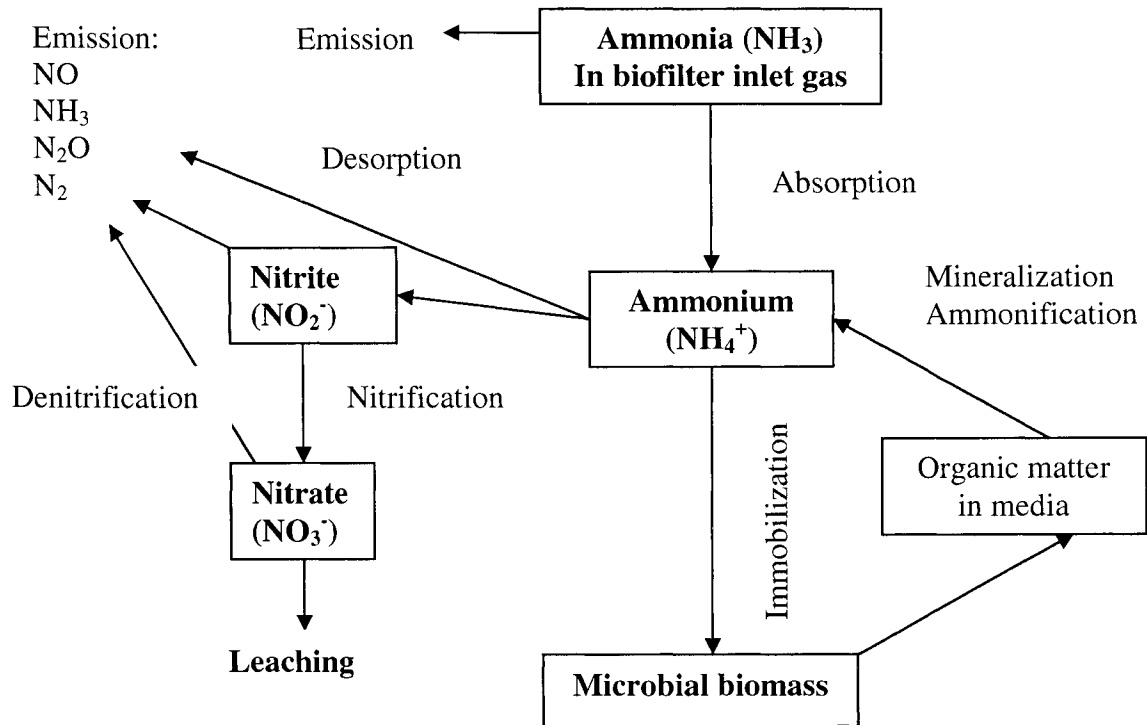 Emission:
NO
NH₃
N₂O
N₂
Emission
Ammonia (NH₃)
In biofilter inlet gas
Desorption
Absorption
Nitrite
(NO₂⁻)
Ammonium
(NH₄⁺)
Mineralization
Ammonification
Denitrification
Nitrification
Nitrate
(NO₃⁻)
Immobilization
Organic matter
in media
Leaching
Microbial biomass